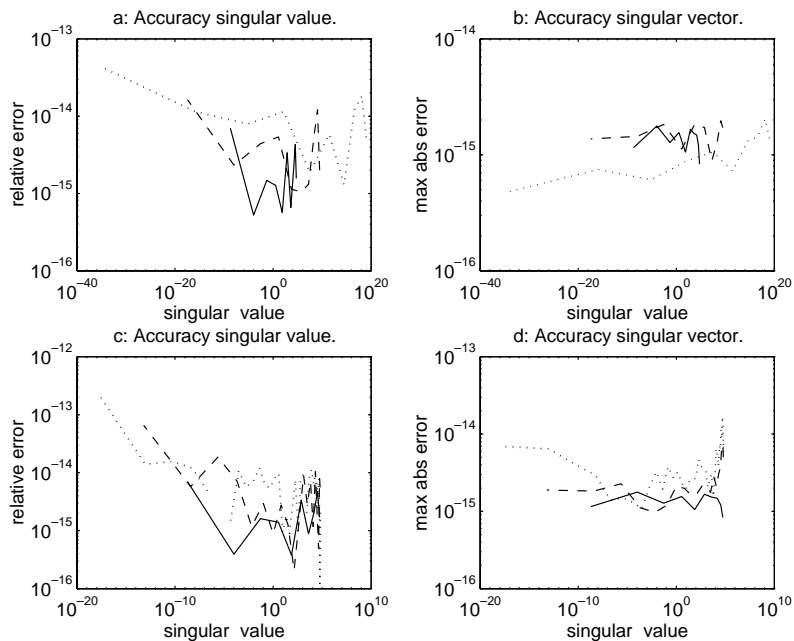 a: Accuracy singular value.
10^−13
10^−14
10^−15
10^−16
relative error
10^−40
10^−20
10^0
10^20
singular value
b: Accuracy singular vector.
10^−14
10^−15
10^−16
max abs error
10^−40
10^−20
10^0
10^20
singular value
c: Accuracy singular value.
10^−12
10^−13
10^−14
10^−15
10^−16
relative error
10^−20
10^−10
10^0
10^10
singular value
d: Accuracy singular vector.
10^−13
10^−14
10^−15
10^−16
max abs error
10^−20
10^−10
10^0
10^10
singular value